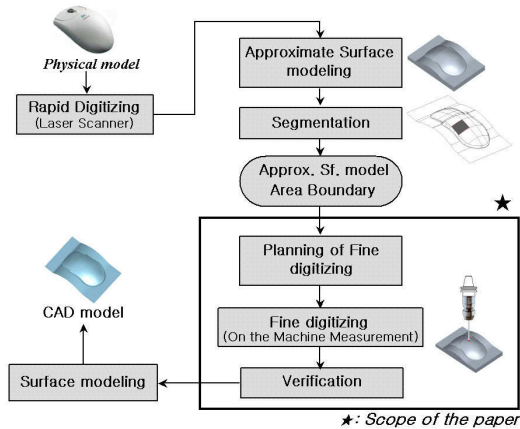 Physical model
Rapid Digitizing
(Laser Scanner)
Approximate Surface
modeling
Segmentation
Approx. Sf. model
Area Boundary
★
Planning of Fine
digitizing
Fine digitizing
(On the Machine Measurement)
Verification
Surface modeling
CAD model
★: Scope of the paper